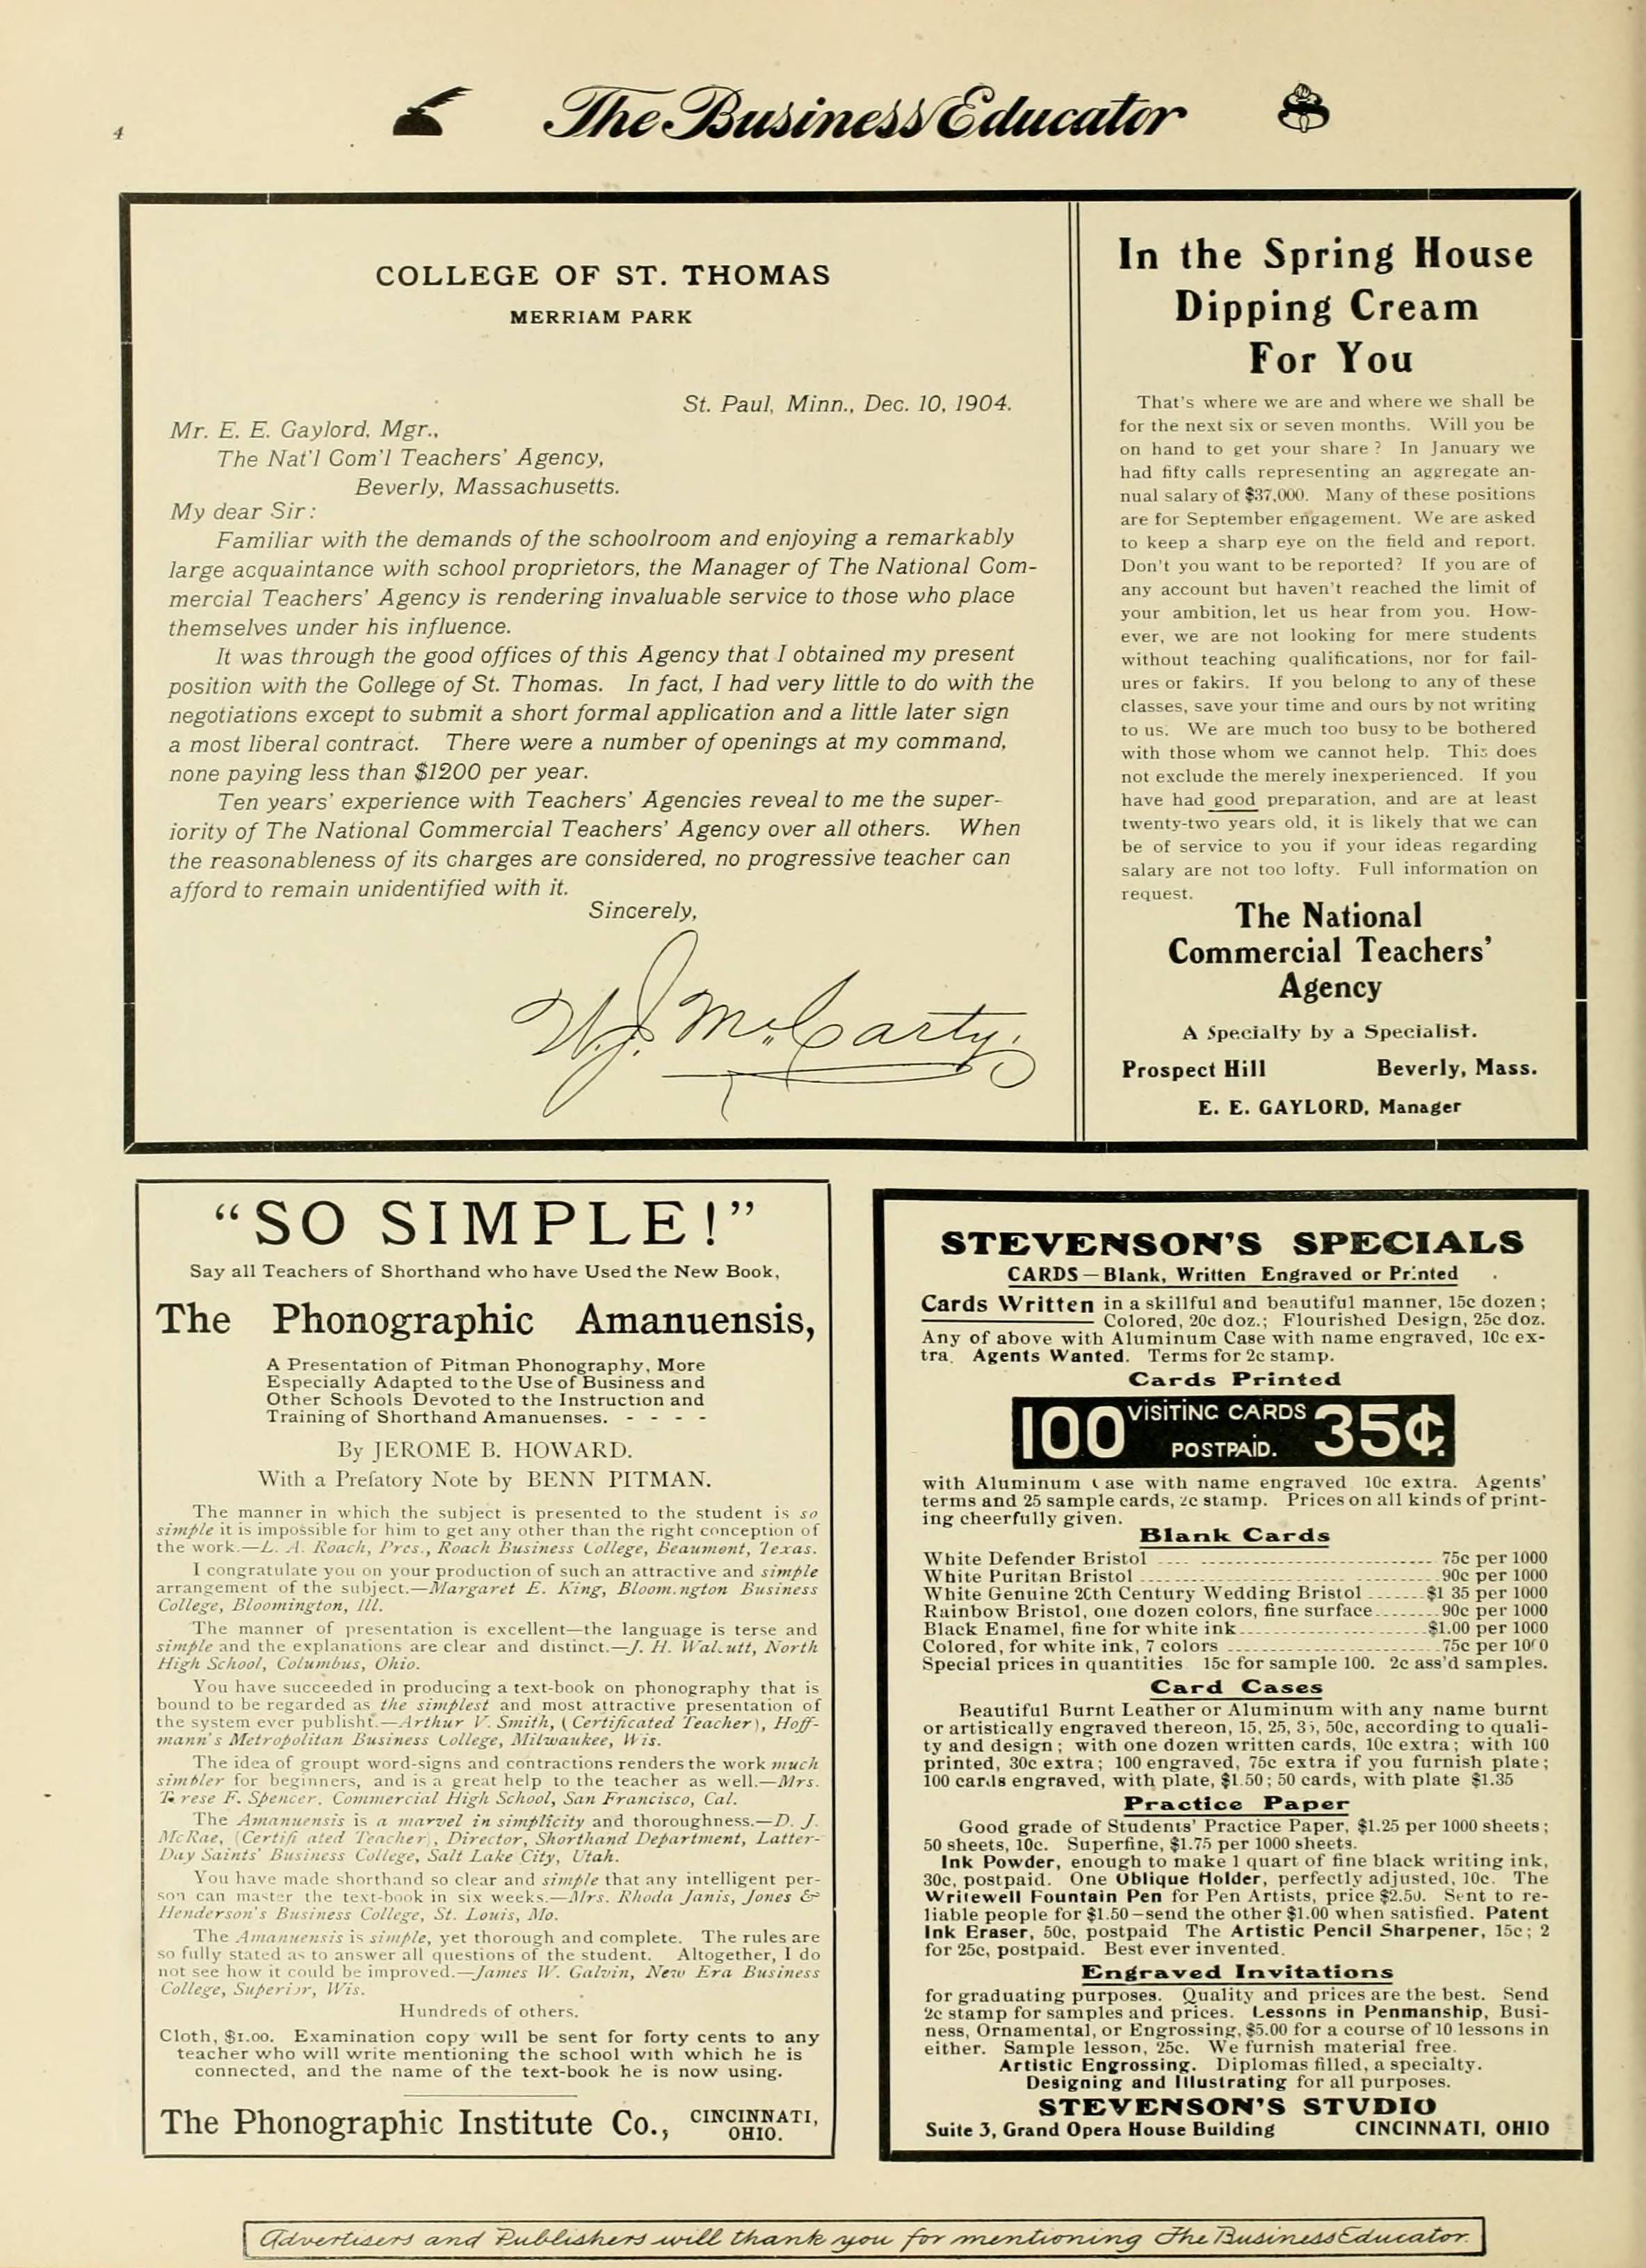 4
The Business Educator
COLLEGE OF ST. THOMAS
MERRIAM PARK
St. Paul, Minn., Dec. 10, 1904.
Mr. E. E. Gaylord, Mgr.,
The Nat'l Com'l Teachers' Agency,
Beverly, Massachusetts.
My dear Sir:
Familiar with the demands of the schoolroom and enjoying a remarkably
large acquaintance with school proprietors, the Manager of The National Com-
mercial Teachers' Agency is rendering invaluable service to those who place
themselves under his influence.
It was through the good offices of this Agency that I obtained my present
position with the College of St. Thomas. In fact, I had very little to do with the
negotiations except to submit a short formal application and a little later sign
a most liberal contract. There were a number of openings at my command,
none paying less than $1200 per year.
Ten years' experience with Teachers' Agencies reveal to me the super-
iority of The National Commercial Teachers' Agency over all others. When
the reasonableness of its charges are considered, no progressive teacher can
afford to remain unidentified with it.
Sincerely,
W. J. McCarty.
In the Spring House
Dipping Cream
For You
That's where we are and where we shall be
for the next six or seven months. Will you be
on hand to get your share? In January we
had fifty calls representing an aggregate an-
nual salary of $37,000. Many of these positions
are for September engagement. We are asked
to keep a sharp eye on the field and report.
Don't you want to be reported? If you are of
any account but haven't reached the limit of
your ambition, let us hear from you. How-
ever, we are not looking for mere students
without teaching qualifications, nor for fail-
ures or fakirs. If you belong to any of these
classes, save your time and ours by not writing
to us. We are much too busy to be bothered
with those whom we cannot help. This does
not exclude the merely inexperienced. If you
have had good preparation, and are at least
twenty-two years old, it is likely that we can
be of service to you if your ideas regarding
salary are not too lofty. Full information on
request.
The National
Commercial Teachers'
Agency
A Specialty by a Specialist.
Prospect Hill Beverly, Mass.
E. E. GAYLORD, Manager
"SO SIMPLE!"
Say all Teachers of Shorthand who have Used the New Book,
The Phonographic Amanuensis,
A Presentation of Pitman Phonography, More
Especially Adapted to the Use of Business and
Other Schools Devoted to the Instruction and
Training of Shorthand Amanuenses. - - - -
By JEROME B. HOWARD.
With a Prefatory Note by BENN PITMAN.
The manner in which the subject is presented to the student is so
simple it is impossible for him to get any other than the right conception of
the work.—L. A. Roach, Pres., Roach Business College, Beaumont, Texas.
I congratulate you on your production of such an attractive and simple
arrangement of the subject.—Margaret E. King, Bloomington Business
College, Bloomington, Ill.
The manner of presentation is excellent—the language is terse and
simple and the explanations are clear and distinct.—J. H. Walcutt, North
High School, Columbus, Ohio.
You have succeeded in producing a text-book on phonography that is
bound to be regarded as the simplest and most attractive presentation of
the system ever publisht.—Arthur V. Smith, (Certificated Teacher), Hoff-
mann's Metropolitan Business College, Milwaukee, Wis.
The idea of groupt word-signs and contractions renders the work much
simpler for beginners, and is a great help to the teacher as well.—Mrs.
F. Spencer, Commercial High School, San Francisco, Cal.
The Amanuensis is a marvel in simplicity and thoroughness.—D. J.
McRae, (Certificated Teacher), Director, Shorthand Department, Latter-
Day Saints' Business College, Salt Lake City, Utah.
You have made shorthand so clear and simple that any intelligent per-
son can master the text-book in six weeks.—Mrs. Rhoda Janis, Jones &
Henderson's Business College, St. Louis, Mo.
The Amanuensis is simple, yet thorough and complete. The rules are
so fully stated as to answer all questions of the student. Altogether, I do
not see how it could be improved.—James W. Galvin, New Era Business
College, Superior, Wis.
Hundreds of others.
Cloth, $1.00. Examination copy will be sent for forty cents to any
teacher who will write mentioning the school with which he is
connected, and the name of the text-book he is now using.
The Phonographic Institute Co., CINCINNATI,
OHIO.
STEVENSON'S SPECIALS
CARDS—Blank, Written Engraved or Printed
Cards Written in a skillful and beautiful manner, 15c dozen;
Colored, 20c doz.; Flourished Design, 25c doz.
Any of above with Aluminum Case with name engraved, 10c ex-
tra. Agents Wanted. Terms for 2c stamp.
Cards Printed
100 VISITING CARDS POSTPAID. 35¢.
with Aluminum Case with name engraved 10c extra. Agents'
terms and 25 sample cards, 2c stamp. Prices on all kinds of print-
ing cheerfully given.
Blank Cards
White Defender Bristol 75c per 1000
White Puritan Bristol 90c per 1000
White Genuine 20th Century Wedding Bristol $1 35 per 1000
Rainbow Bristol, one dozen colors, fine surface 90c per 1000
Black Enamel, fine for white ink $1.00 per 1000
Colored, for white ink, 7 colors 75c per 1000
Special prices in quantities 15c for sample 100. 2c ass'd samples.
Card Cases
Beautiful Burnt Leather or Aluminum with any name burnt
or artistically engraved thereon, 15, 25, 35, 50c, according to quali-
ty and design; with one dozen written cards, 10c extra; with 100
printed, 30c extra; 100 engraved, 75c extra if you furnish plate;
100 cards engraved, with plate, $1.50; 50 cards, with plate $1.35
Practice Paper
Good grade of Students' Practice Paper, $1.25 per 1000 sheets;
50 sheets, 10c. Superfine, $1.75 per 1000 sheets.
Ink Powder, enough to make 1 quart of fine black writing ink,
30c, postpaid. One Oblique Holder, perfectly adjusted, 10c. The
Writewell Fountain Pen for Pen Artists, price $2.50. Sent to re-
liable people for $1.50—send the other $1.00 when satisfied. Patent
Ink Eraser, 50c, postpaid The Artistic Pencil Sharpener, 15c; 2
for 25c, postpaid. Best ever invented.
Engraved Invitations
for graduating purposes. Quality and prices are the best. Send
2c stamp for samples and prices. Lessons in Penmanship, Busi-
ness, Ornamental, or Engrossing, $5.00 for a course of 10 lessons in
either. Sample lesson, 25c. We furnish material free.
Artistic Engrossing. Diplomas filled, a specialty.
Designing and Illustrating for all purposes.
STEVENSON'S STUDIO
Suite 3, Grand Opera House Building CINCINNATI, OHIO
Advertisers and Publishers will thank you for mentioning The Business Educator.